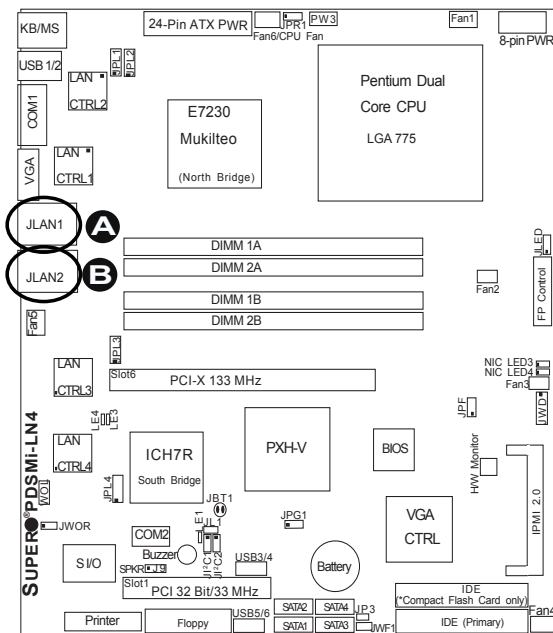 24-Pin ATX PWR
JPR1
PW3
Fan6/CPU Fan
Fan1
8-pin PWR
KB/MS
USB 1/2
JPL1
JPL2
LAN
CTRL2
COM1
E7230
Mukilteo
(North Bridge)
Pentium Dual
Core CPU
LGA 775
LAN
CTRL1
VGA
JLAN1
A
JLAN2
B
DIMM 1A
DIMM 2A
DIMM 1B
DIMM 2B
JLED
FP Control
Fan2
Fan5
JPL3
Slot6
PCI-X 133 MHz
NIC LED3
NIC LED4
Fan3
LAN
CTRL3
LE4
LE3
JPF
JWD
LAN
CTRL4
ICH7R
South Bridge
PXH-V
BIOS
H/W Monitor
IPMI 2.0
WOL
JPL4
JBT1
SUPER®PDSMi-LN4
JWOR
COM2
LE1
JL1
JPG1
VGA
CTRL
S I/O
Buzzer
SPKR
J9
JI²C1
JI²C2
USB3/4
Battery
Slot1
PCI 32 Bit/33 MHz
IDE
(*Compact Flash Card only)
Printer
Floppy
USB5/6
SATA2
SATA4
SATA1
SATA3
JP3
JWF1
IDE (Primary)
Fan4